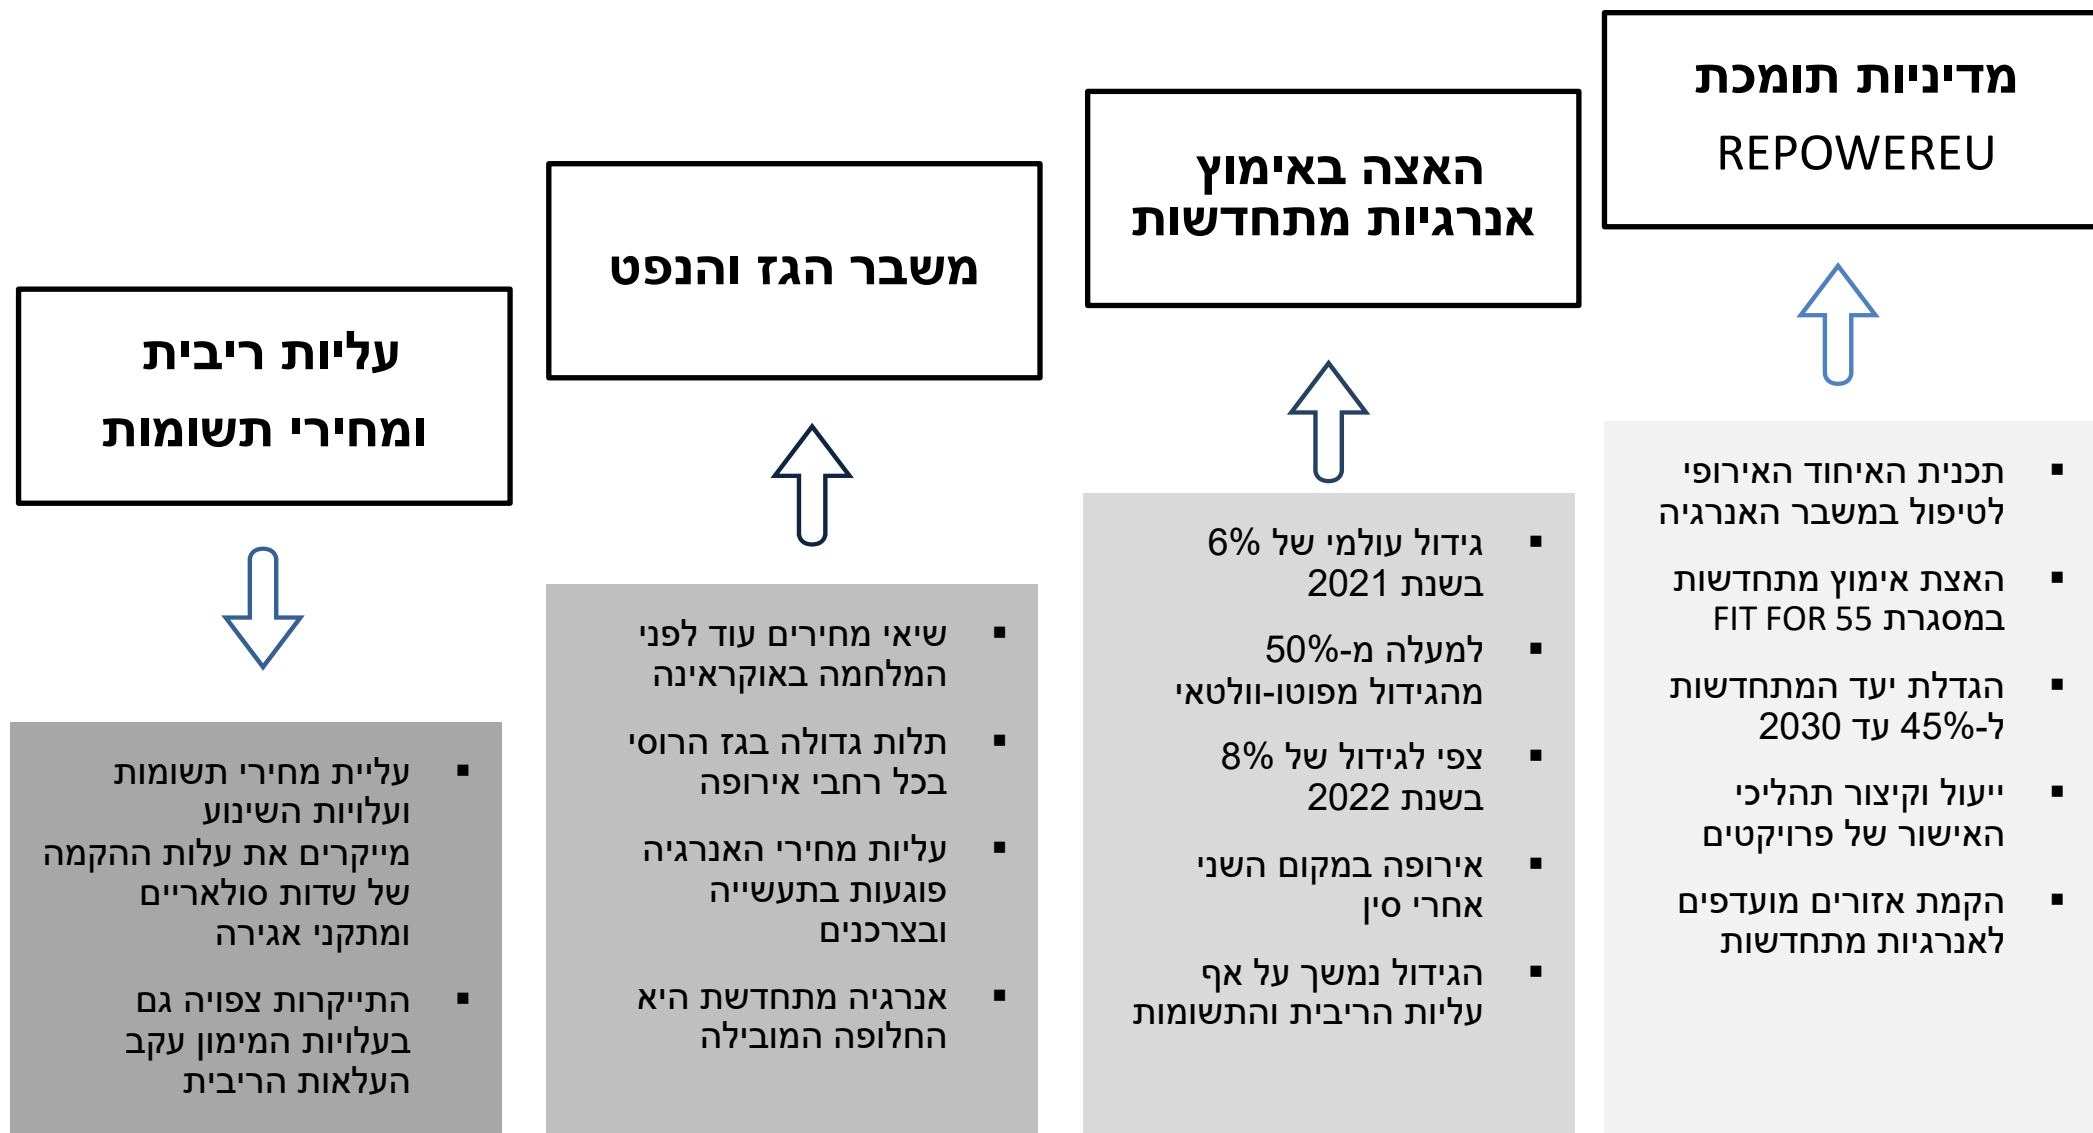 מדיניות תומכת
REPOWEREU
▪ תכנית האיחוד האירופי
לטיפול במשבר האנרגיה
▪ האצת אימוץ מתחדשות
במסגרת FIT FOR 55
▪ הגדלת יעד המתחדשות
ל-45% עד 2030
▪ ייעול וקיצור תהליכי
האישור של פרויקטים
▪ הקמת אזורים מועדפים
לאנרגיות מתחדשות
האצה באימוץ
אנרגיות מתחדשות
▪ גידול עולמי של 6%
בשנת 2021
▪ למעלה מ-50%
מהגידול מפוטו-וולטאי
▪ צפי לגידול של 8%
בשנת 2022
▪ אירופה במקום השני
אחרי סין
▪ הגידול נמשך על אף
עליות הריבית והתשומות
משבר הגז והנפט
▪ שיאי מחירים עוד לפני
המלחמה באוקראינה
▪ תלות גדולה בגז הרוסי
בכל רחבי אירופה
▪ עליות מחירי האנרגיה
פוגעות בתעשייה
ובצרכנים
▪ אנרגיה מתחדשת היא
החלופה המובילה
עליות ריבית
ומחירי תשומות
▪ עליית מחירי תשומות
ועלויות השינוע
מייקרים את עלות ההקמה
של שדות סולאריים
ומתקני אגירה
▪ התייקרות צפויה גם
בעלויות המימון עקב
העלאות הריבית